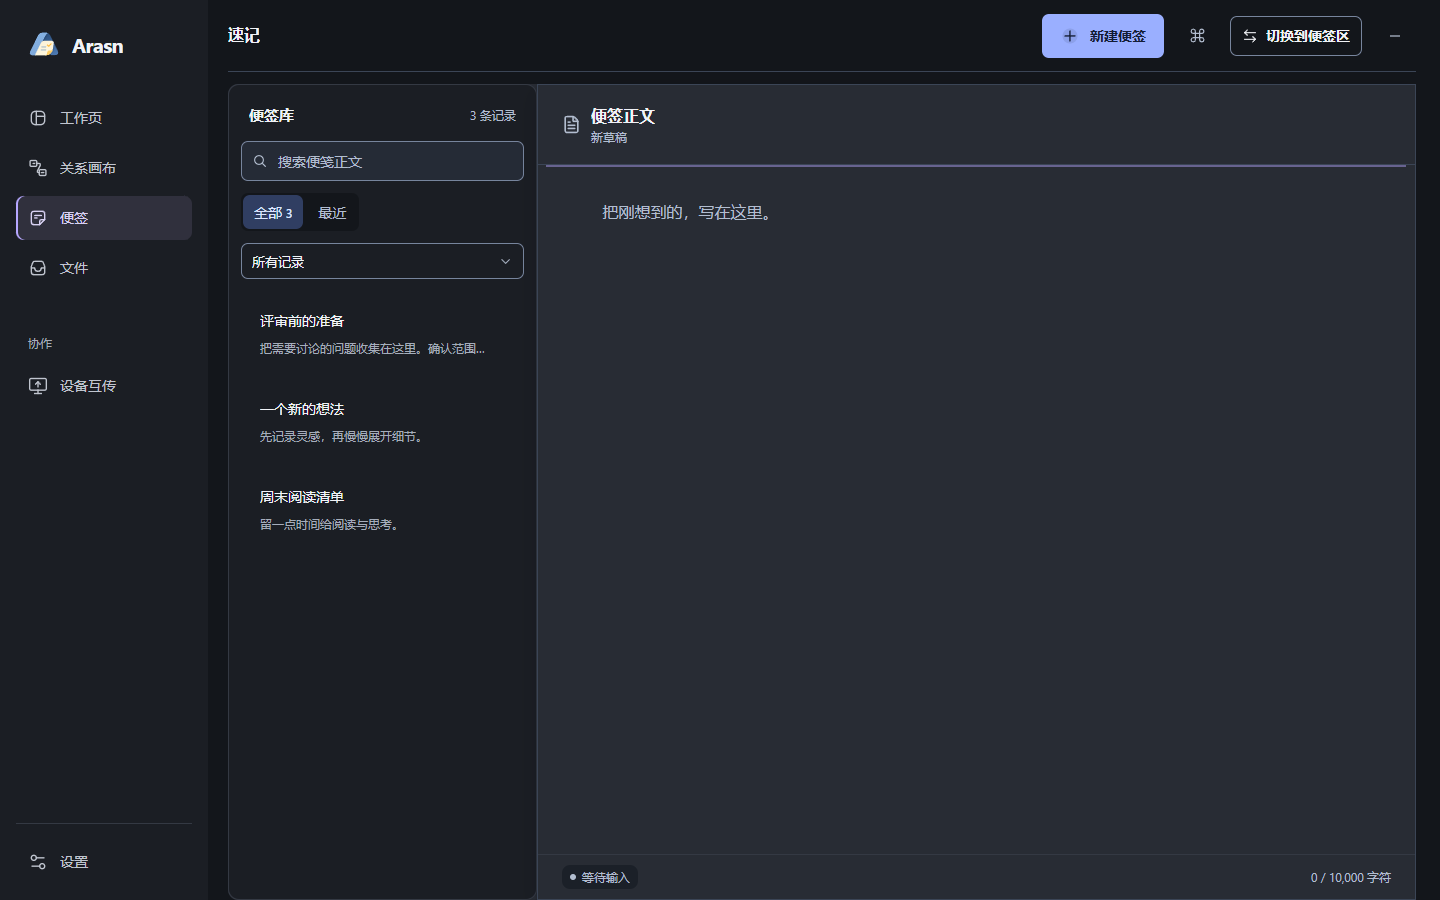 Arasn
工作页
关系画布
便签
文件
协作
设备互传
设置
速记
新建便签
切换到便签区
便签库
3 条记录
搜索便笺正文
全部 3
最近
所有记录
评审前的准备
把需要讨论的问题收集在这里。确认范围...
一个新的想法
先记录灵感，再慢慢展开细节。
周末阅读清单
留一点时间给阅读与思考。
便签正文
新草稿
把刚想到的，写在这里。
等待输入
0 / 10,000 字符